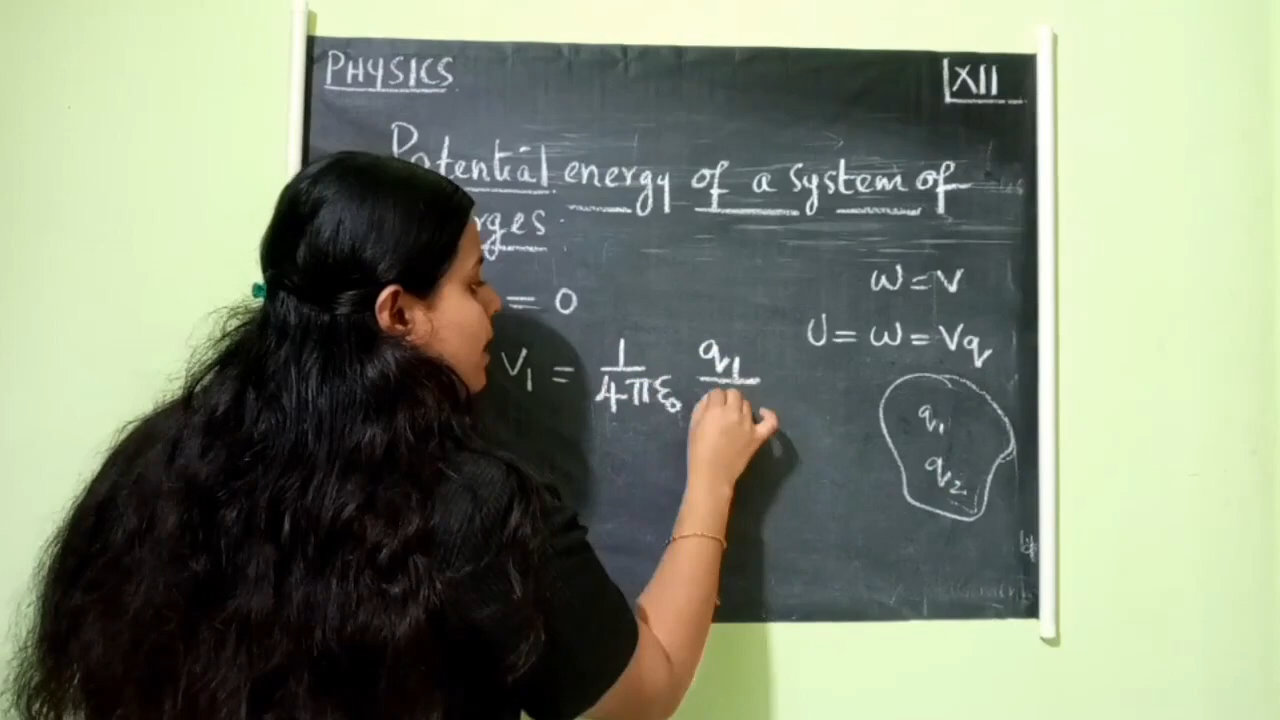 PHYSICS
XII
Potential energy of a system of
rges
= 0
V₁ = 1/4πε₀ q₁/
W = V
U = W = Vq
q₁
q₂